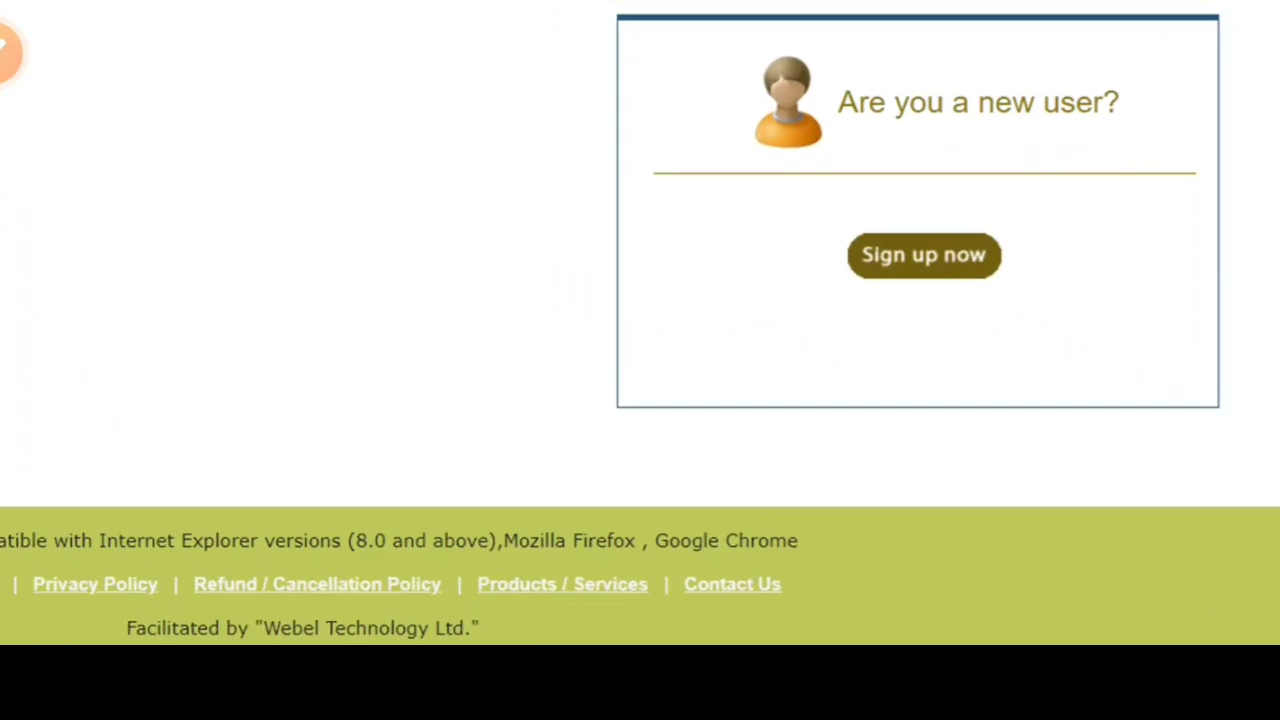 Are you a new user?
Sign up now
with Internet Explorer versions (8.0 and above),Mozilla Firefox , Google Chrome
| Privacy Policy | Refund / Cancellation Policy | Products / Services | Contact Us
Facilitated by "Webel Technology Ltd."